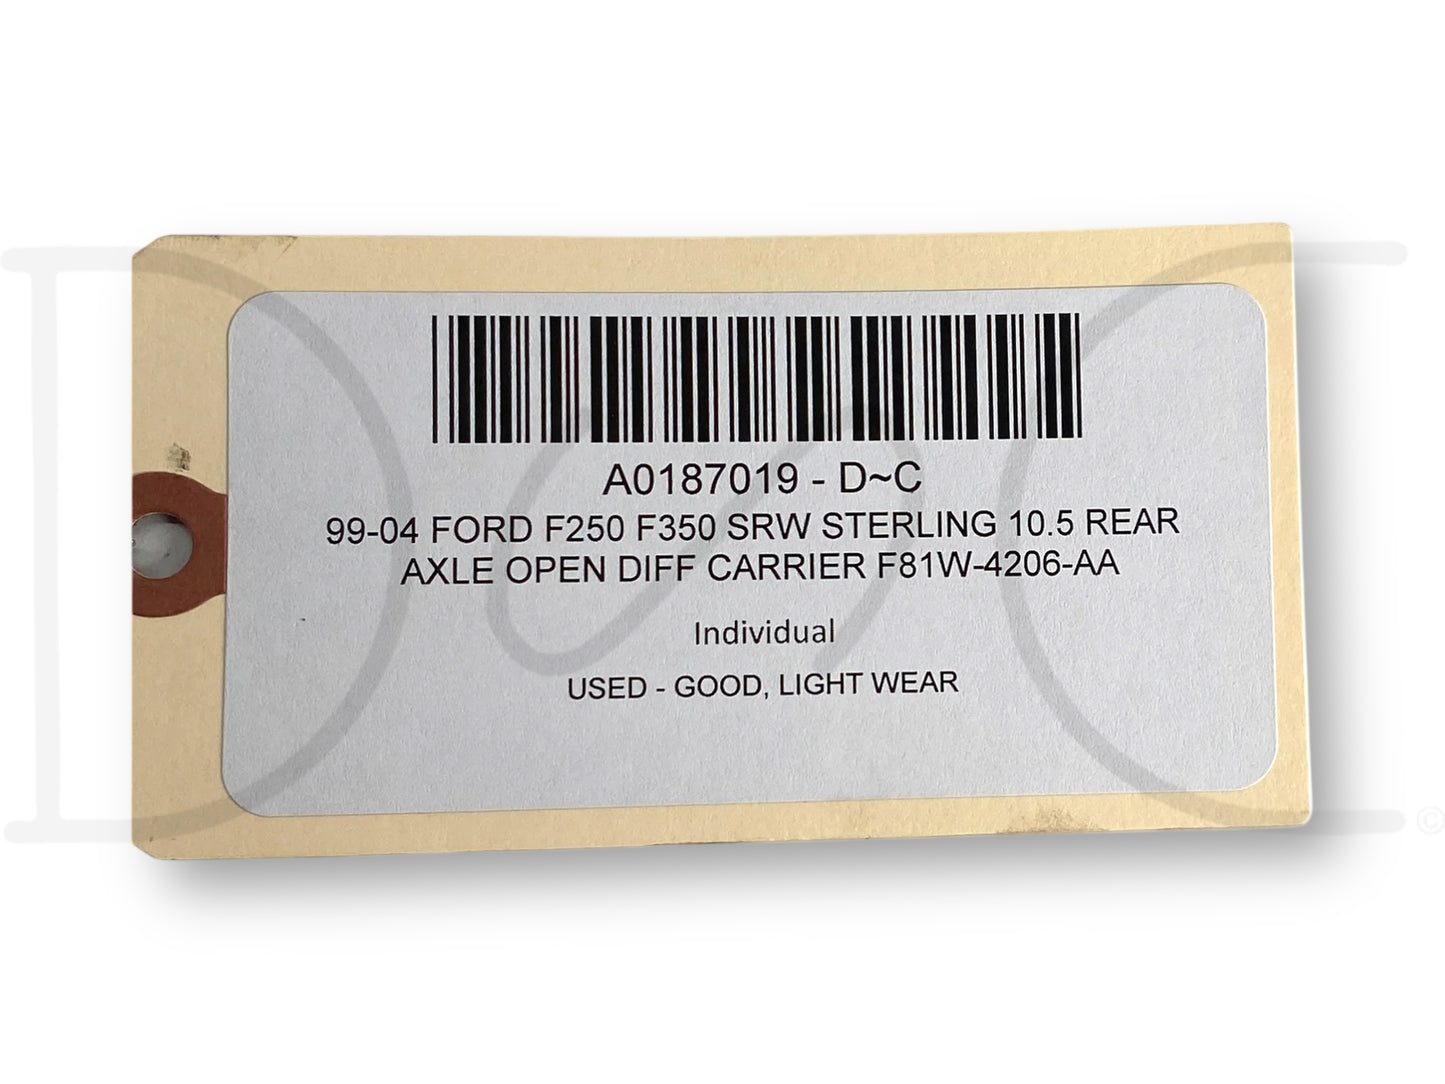 A0187019 - D~C
99-04 FORD F250 F350 SRW STERLING 10.5 REAR
AXLE OPEN DIFF CARRIER F81W-4206-AA
Individual
USED - GOOD, LIGHT WEAR
D&C
©